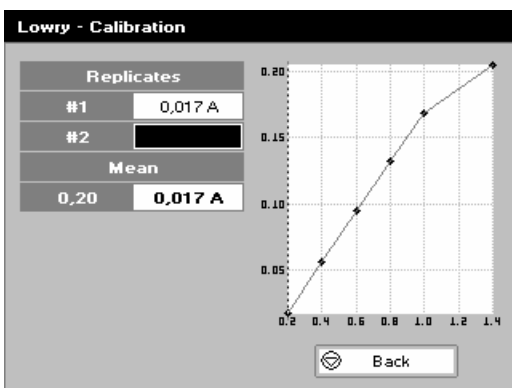 Lowry - Calibration
Replicates
#1 0,017 A
#2
Mean
0,20 0,017 A
0.20
0.15
0.10
0.05
0.2 0.4 0.6 0.8 1.0 1.2 1.4
Back